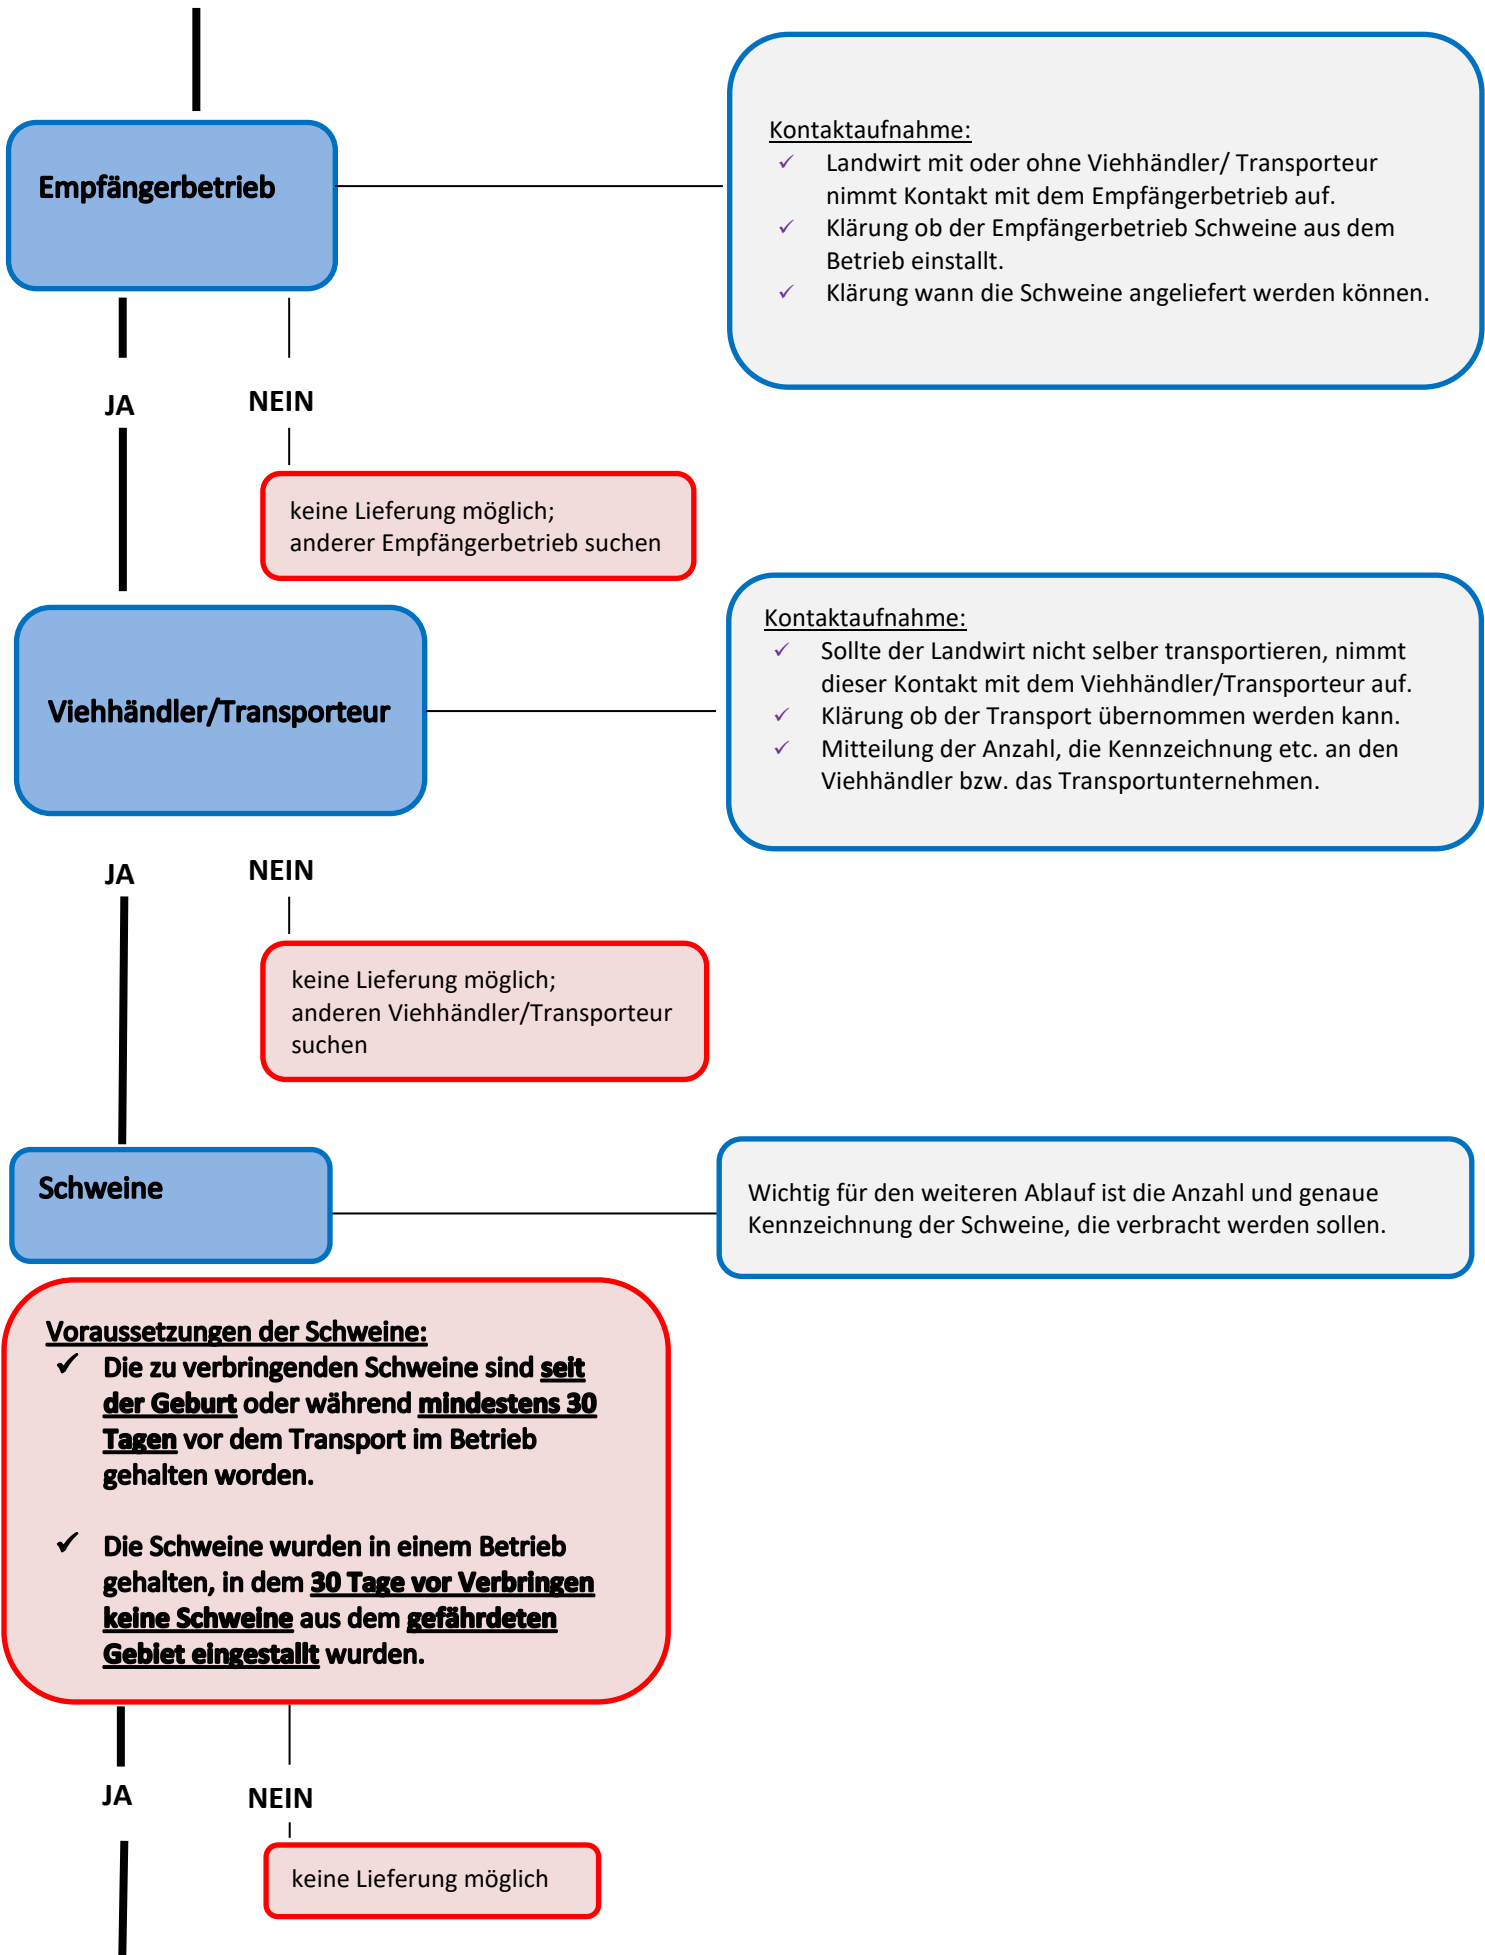 Empfängerbetrieb
Kontaktaufnahme:
✓ Landwirt mit oder ohne Viehhändler/ Transporteur
nimmt Kontakt mit dem Empfängerbetrieb auf.
✓ Klärung ob der Empfängerbetrieb Schweine aus dem
Betrieb einstallt.
✓ Klärung wann die Schweine angeliefert werden können.
JA
NEIN
keine Lieferung möglich;
anderer Empfängerbetrieb suchen
Viehhändler/Transporteur
Kontaktaufnahme:
✓ Sollte der Landwirt nicht selber transportieren, nimmt
dieser Kontakt mit dem Viehhändler/Transporteur auf.
✓ Klärung ob der Transport übernommen werden kann.
✓ Mitteilung der Anzahl, die Kennzeichnung etc. an den
Viehhändler bzw. das Transportunternehmen.
JA
NEIN
keine Lieferung möglich;
anderen Viehhändler/Transporteur
suchen
Schweine
Wichtig für den weiteren Ablauf ist die Anzahl und genaue
Kennzeichnung der Schweine, die verbracht werden sollen.
Voraussetzungen der Schweine:
✓ Die zu verbringenden Schweine sind seit
der Geburt oder während mindestens 30
Tagen vor dem Transport im Betrieb
gehalten worden.
✓ Die Schweine wurden in einem Betrieb
gehalten, in dem 30 Tage vor Verbringen
keine Schweine aus dem gefährdeten
Gebiet eingestallt wurden.
JA
NEIN
keine Lieferung möglich